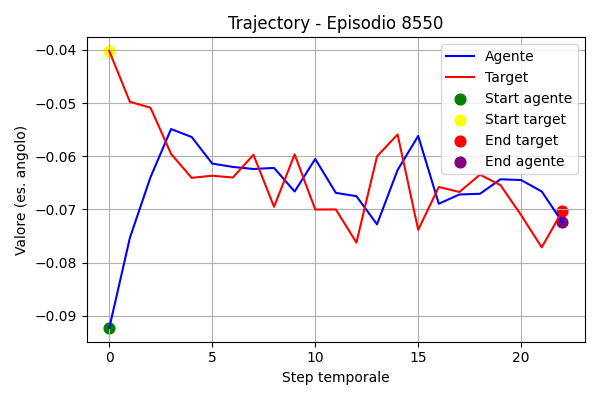 Trajectory - Episodio 8550
Valore (es. angolo)
−0.04
−0.05
−0.06
−0.07
−0.08
−0.09
Agente
Target
Start agente
Start target
End target
End agente
0
5
10
15
20
Step temporale